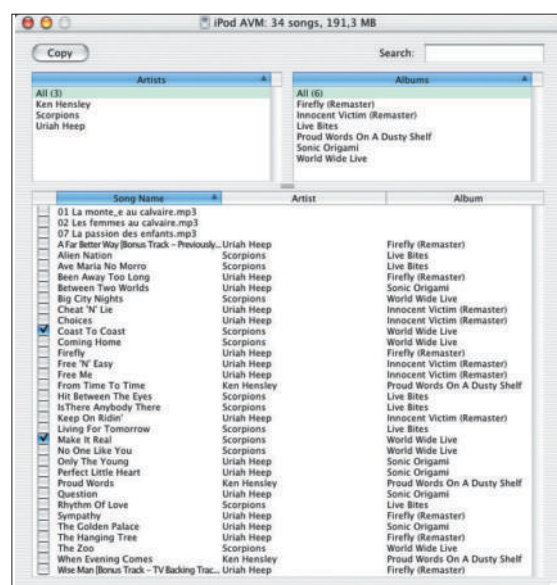 iPod AVM: 34 songs, 191,3 MB
Copy
Search:
Artists
All (3)
Ken Hensley
Scorpions
Uriah Heep
Albums
All (6)
Firefly (Remaster)
Innocent Victim (Remaster)
Live Bites
Proud Words On A Dusty Shelf
Sonic Origami
World Wide Live
Song Name Artist Album
01 La monte_e au calvaire.mp3
02 Les femmes au calvaire.mp3
07 La passion des enfants.mp3
A Far Better Way [Bonus Track – Previously... Uriah Heep Firefly (Remaster)
Alien Nation Scorpions Live Bites
Ave Maria No Morro Scorpions Live Bites
Been Away Too Long Uriah Heep Firefly (Remaster)
Between Two Worlds Uriah Heep Sonic Origami
Big City Nights Scorpions World Wide Live
Cheat 'N' Lie Uriah Heep Innocent Victim (Remaster)
Choices Uriah Heep Innocent Victim (Remaster)
Coast To Coast Scorpions World Wide Live
Coming Home Scorpions World Wide Live
Firefly Uriah Heep Firefly (Remaster)
Free 'N' Easy Uriah Heep Innocent Victim (Remaster)
Free Me Uriah Heep Innocent Victim (Remaster)
From Time To Time Ken Hensley Proud Words On A Dusty Shelf
Hit Between The Eyes Scorpions Live Bites
IsThere Anybody There Scorpions Live Bites
Keep On Ridin' Uriah Heep Innocent Victim (Remaster)
Living For Tomorrow Scorpions Live Bites
Make It Real Scorpions World Wide Live
No One Like You Scorpions World Wide Live
Only The Young Uriah Heep Sonic Origami
Perfect Little Heart Uriah Heep Sonic Origami
Proud Words Ken Hensley Proud Words On A Dusty Shelf
Question Uriah Heep Sonic Origami
Rhythm Of Love Scorpions Live Bites
Sympathy Uriah Heep Firefly (Remaster)
The Golden Palace Uriah Heep Sonic Origami
The Hanging Tree Uriah Heep Firefly (Remaster)
The Zoo Scorpions World Wide Live
When Evening Comes Ken Hensley Proud Words On A Dusty Shelf
Wise Man [Bonus Track – TV Backing Trac... Uriah Heep Firefly (Remaster)